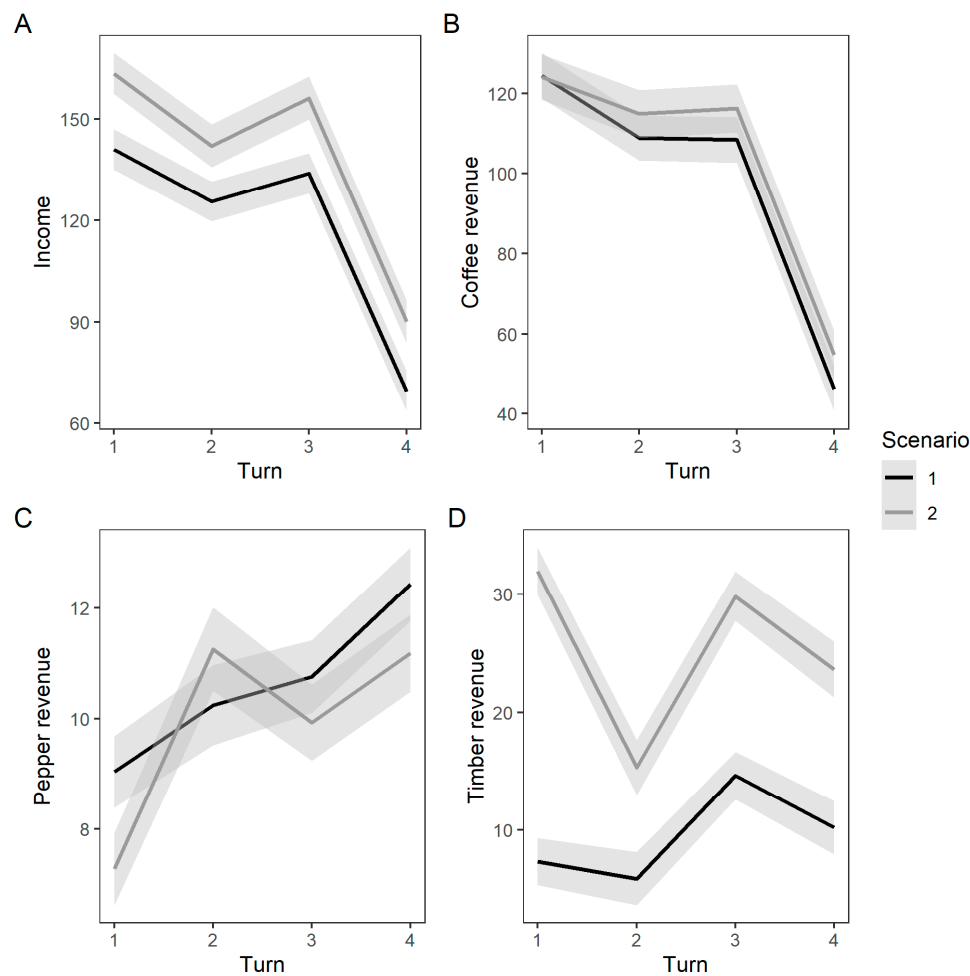 A
Income
150
120
90
60
1 2 3 4
Turn
B
Coffee revenue
120
100
80
60
40
1 2 3 4
Turn
Scenario
1
2
C
Pepper revenue
12
10
8
1 2 3 4
Turn
D
Timber revenue
30
20
10
1 2 3 4
Turn